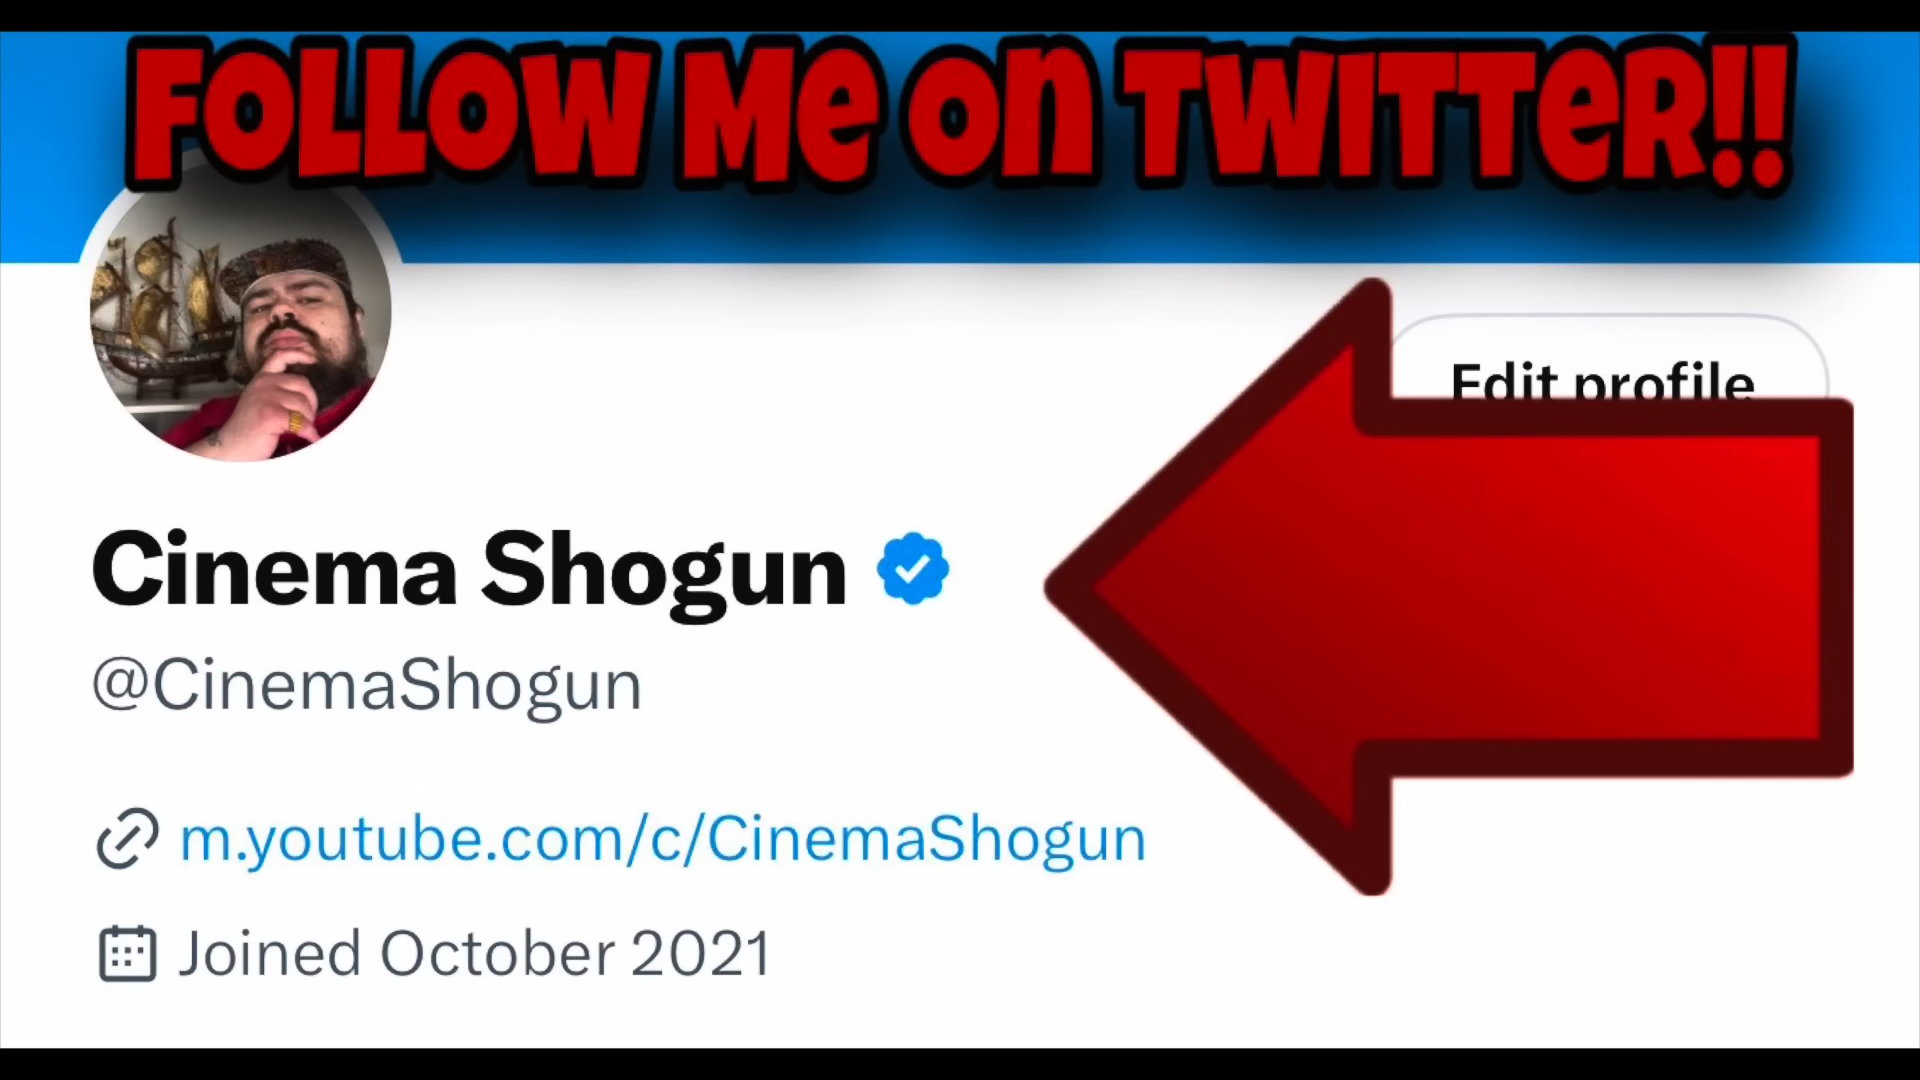 FOLLOW Me On TWITTeR!!
Edit profile
Cinema Shogun
@CinemaShogun
m.youtube.com/c/CinemaShogun
Joined October 2021